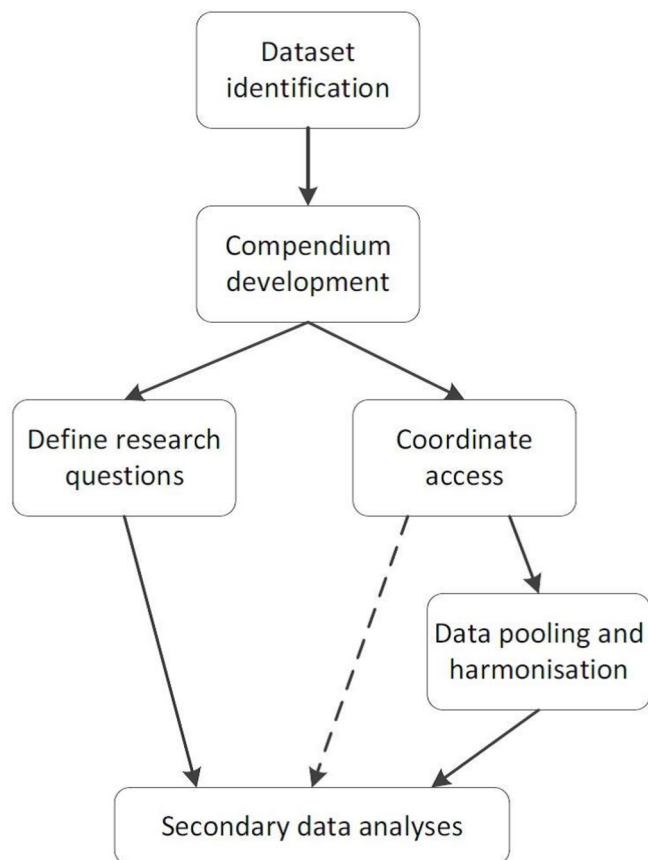 Dataset
identification
Compendium
development
Define research
questions
Coordinate
access
Data pooling and
harmonisation
Secondary data analyses